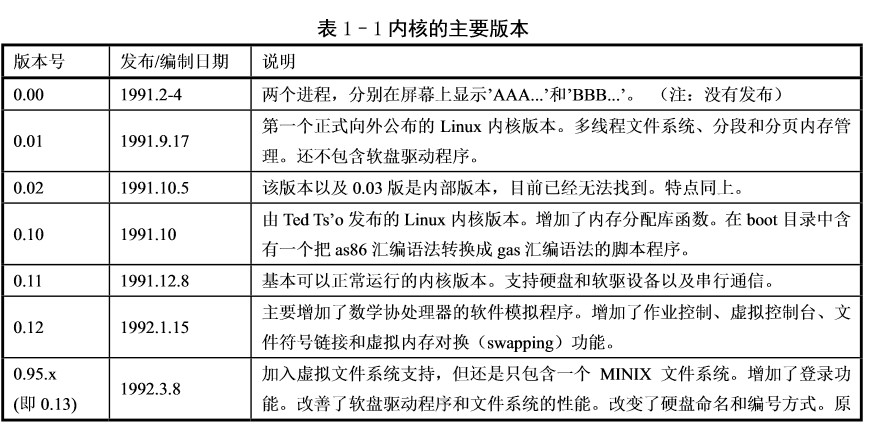 表 1－1 内核的主要版本
版本号 发布/编制日期 说明
0.00 1991.2-4 两个进程，分别在屏幕上显示'AAA...'和'BBB...'。 （注：没有发布）
0.01 1991.9.17 第一个正式向外公布的 Linux 内核版本。多线程文件系统、分段和分页内存管
理。还不包含软盘驱动程序。
0.02 1991.10.5 该版本以及 0.03 版是内部版本，目前已经无法找到。特点同上。
0.10 1991.10 由 Ted Ts'o 发布的 Linux 内核版本。增加了内存分配库函数。在 boot 目录中含
有一个把 as86 汇编语法转换成 gas 汇编语法的脚本程序。
0.11 1991.12.8 基本可以正常运行的内核版本。支持硬盘和软驱设备以及串行通信。
0.12 1992.1.15 主要增加了数学协处理器的软件模拟程序。增加了作业控制、虚拟控制台、文
件符号链接和虚拟内存对换（swapping）功能。
0.95.x 1992.3.8 加入虚拟文件系统支持，但还是只包含一个 MINIX 文件系统。增加了登录功
(即 0.13) 能。改善了软盘驱动程序和文件系统的性能。改变了硬盘命名和编号方式。原